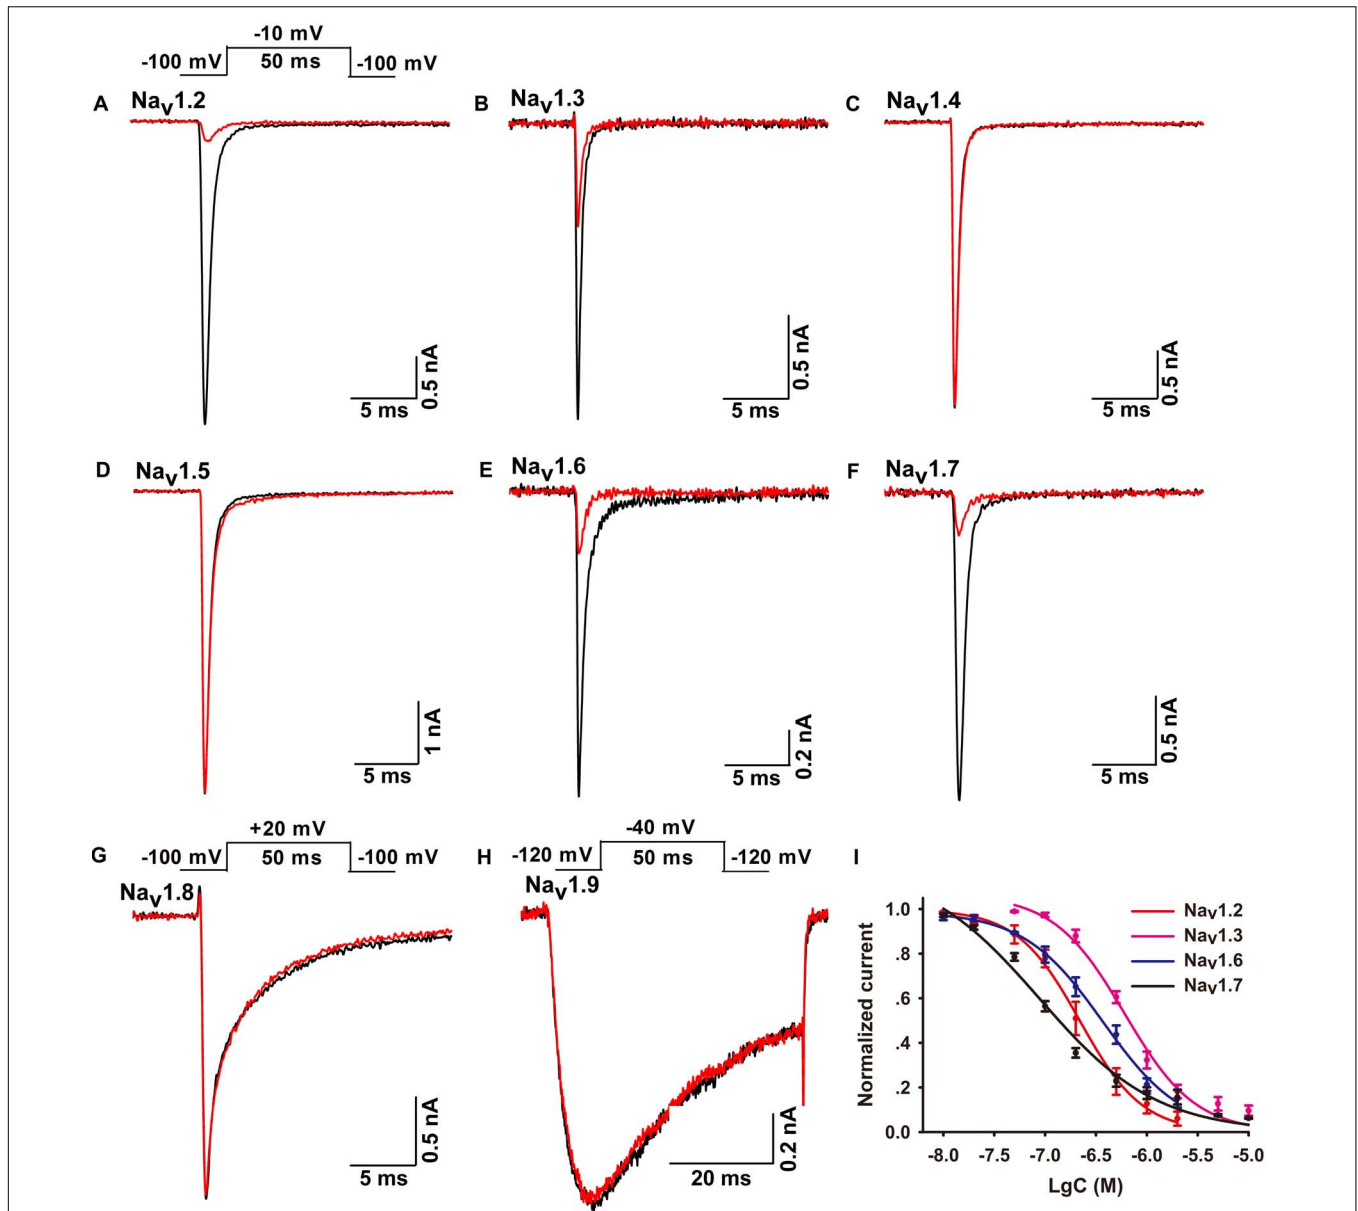 -10 mV
-100 mV 50 ms -100 mV
A Nav1.2
0.5 nA
5 ms
B Nav1.3
0.5 nA
5 ms
C Nav1.4
0.5 nA
5 ms
D Nav1.5
1 nA
5 ms
E Nav1.6
0.2 nA
5 ms
F Nav1.7
0.5 nA
5 ms
+20 mV
G -100 mV 50 ms -100 mV
Nav1.8
0.5 nA
5 ms
-40 mV
H -120 mV 50 ms -120 mV
Nav1.9
0.2 nA
20 ms
I
Normalized current
1.0
.8
.6
.4
.2
0.0
Nav1.2
Nav1.3
Nav1.6
Nav1.7
-8.0 -7.5 -7.0 -6.5 -6.0 -5.5 -5.0
LgC (M)